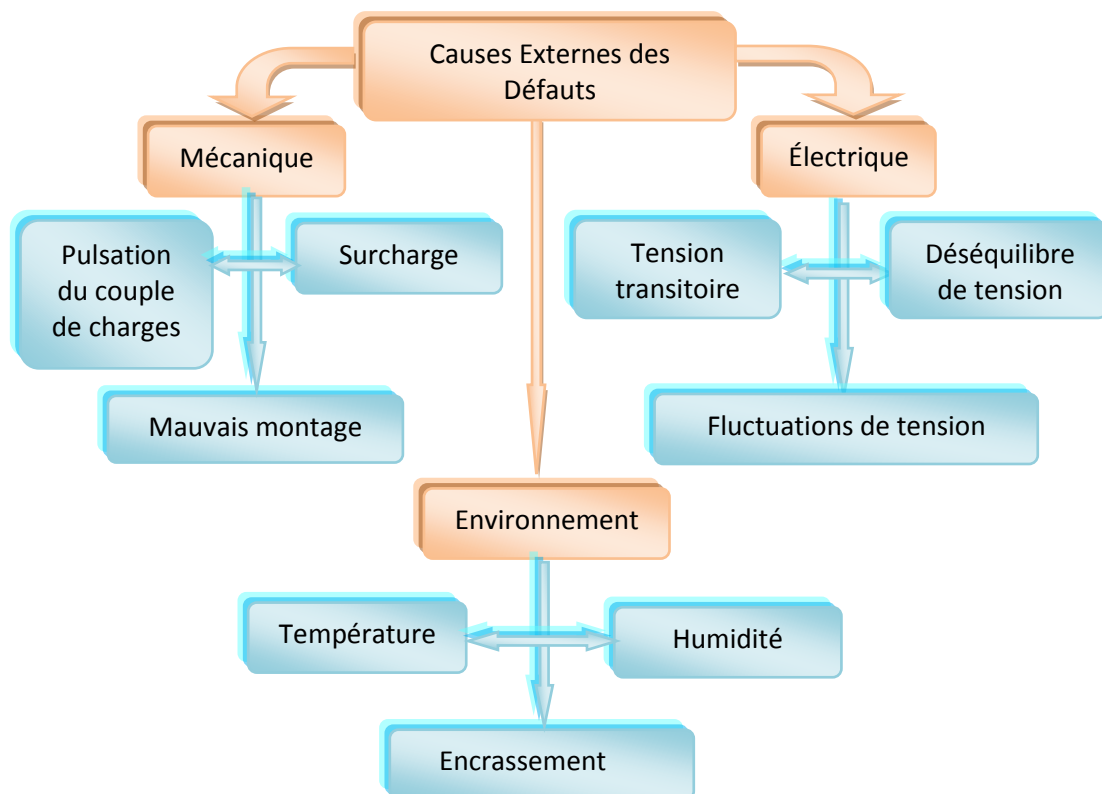 Causes Externes des
Défauts
Mécanique
Électrique
Pulsation
du couple
de charges
Surcharge
Tension
transitoire
Déséquilibre
de tension
Mauvais montage
Fluctuations de tension
Environnement
Température
Humidité
Encrassement